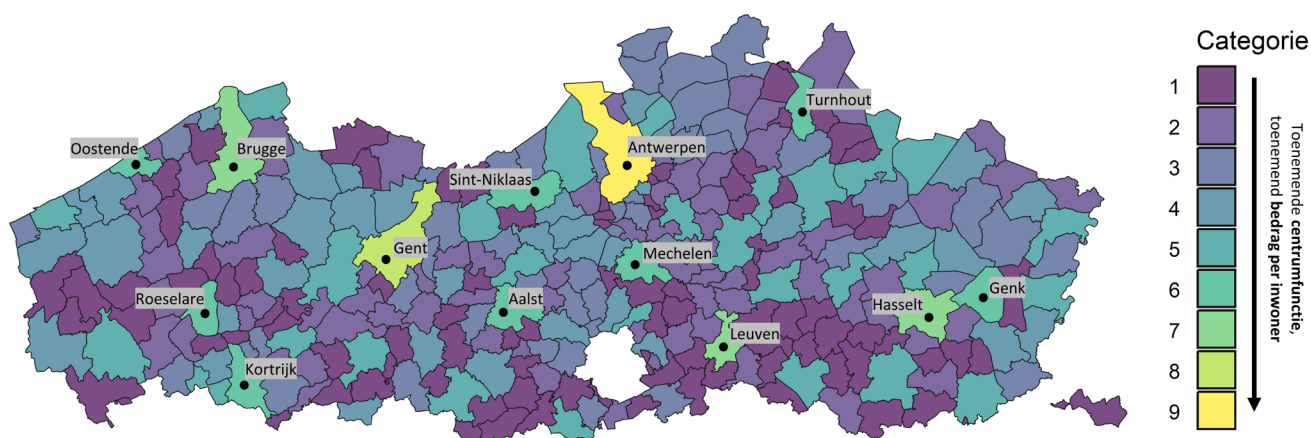 Categorie
1
2
3
4
5
6
7
8
9
Toenemende centrumfunctie,
toenemend bedrag per inwoner
Turnhout
Oostende
Brugge
Antwerpen
Sint-Niklaas
Gent
Mechelen
Roeselare
Aalst
Hasselt
Genk
Leuven
Kortrijk